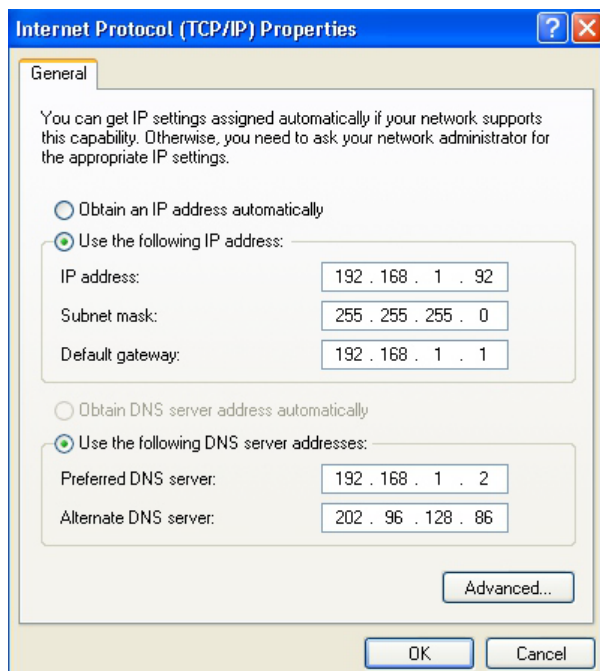 Internet Protocol (TCP/IP) Properties
General
You can get IP settings assigned automatically if your network supports
this capability. Otherwise, you need to ask your network administrator for
the appropriate IP settings.
Obtain an IP address automatically
Use the following IP address:
IP address: 192 . 168 . 1 . 92
Subnet mask: 255 . 255 . 255 . 0
Default gateway: 192 . 168 . 1 . 1
Obtain DNS server address automatically
Use the following DNS server addresses:
Preferred DNS server: 192 . 168 . 1 . 2
Alternate DNS server: 202 . 96 . 128 . 86
Advanced...
OK Cancel